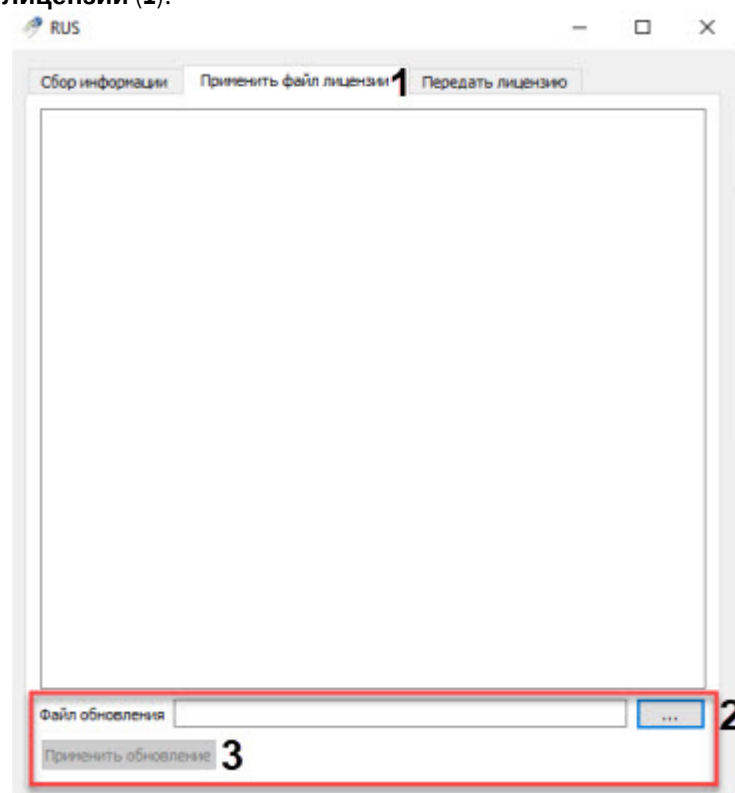 лицензии (1).
RUS
Сбор информации Применить файл лицензии 1 Передать лицензию
Файл обновления ... 2
Применить обновление 3